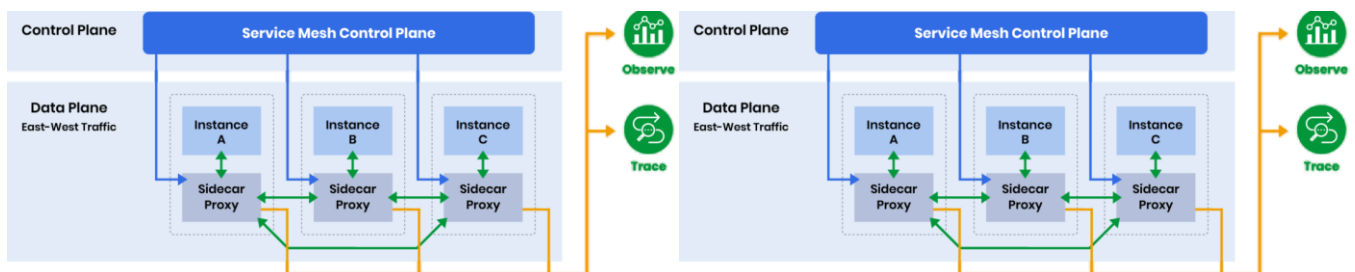 Control Plane
Service Mesh Control Plane
Observe
Data Plane
East-West Traffic
Instance
A
Instance
B
Instance
C
Trace
Sidecar
Proxy
Sidecar
Proxy
Sidecar
Proxy
Control Plane
Service Mesh Control Plane
Observe
Data Plane
East-West Traffic
Instance
A
Instance
B
Instance
C
Trace
Sidecar
Proxy
Sidecar
Proxy
Sidecar
Proxy